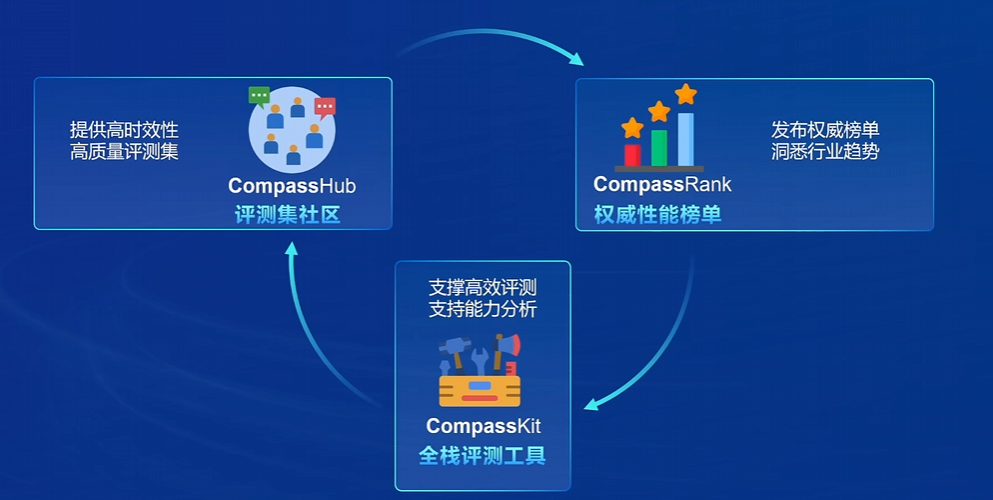 提供高时效性
高质量评测集
CompassHub
评测集社区
发布权威榜单
洞悉行业趋势
CompassRank
权威性能榜单
支撑高效评测
支持能力分析
CompassKit
全栈评测工具